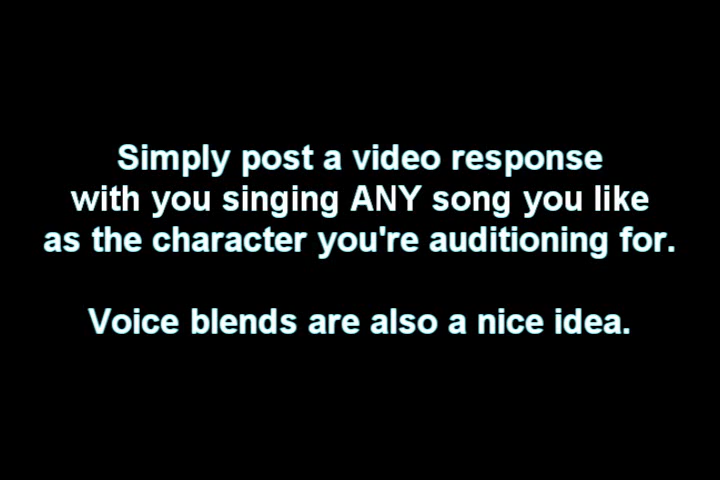 Simply post a video response
with you singing ANY song you like
as the character you're auditioning for.
Voice blends are also a nice idea.